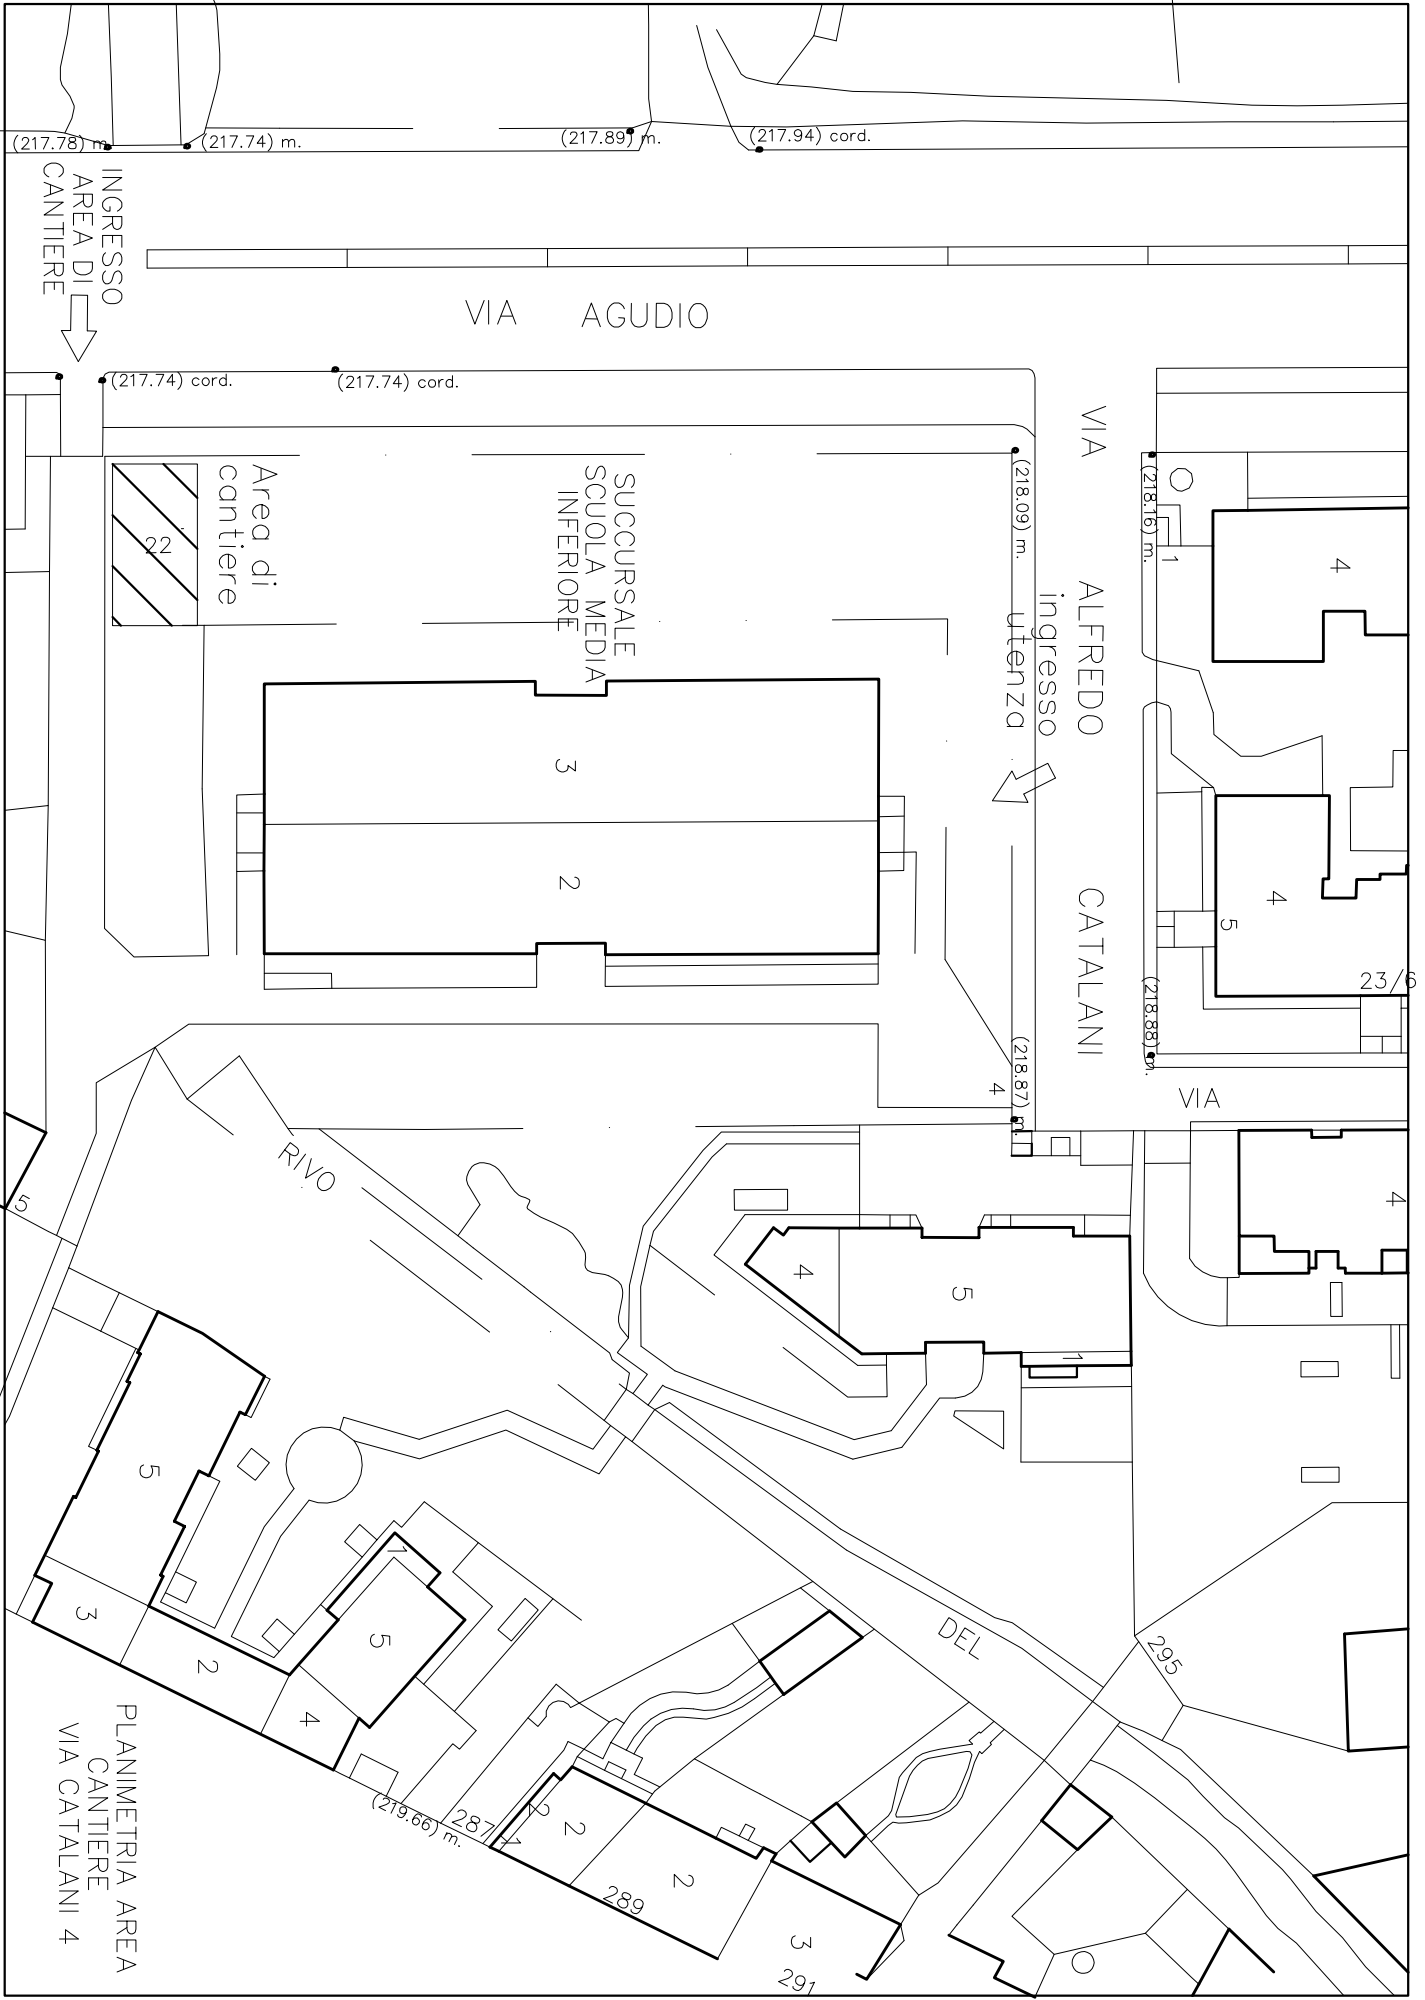 (217.78) m.
(217.74) m.
(217.89) m.
(217.94) cord.
INGRESSO
AREA DI
CANTIERE
VIA AGUDIO
(217.74) cord.
(217.74) cord.
VIA ALFREDO CATALANI
(218.09) m.
(218.16) m.
1
4
Area di
cantiere
22
SUCCURSALE
SCUOLA MEDIA
INFERIORE
ingresso
utenza
3
2
4
5
23/6
(218.88) m.
(218.87) m.
4
VIA
RIVO
5
4
5
1
4
5
3
2
4
5
1
DEL
295
(219.66) m.
287
1
2
2
2
289
3
291
PLANIMETRIA AREA
CANTIERE
VIA CATALANI 4